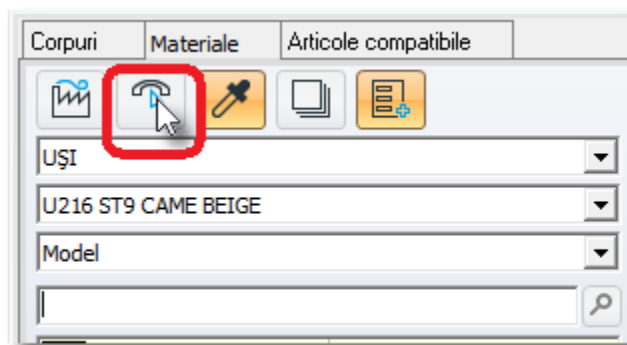 Corpuri Materiale Articole compatibile
UŞI
U216 ST9 CAME BEIGE
Model